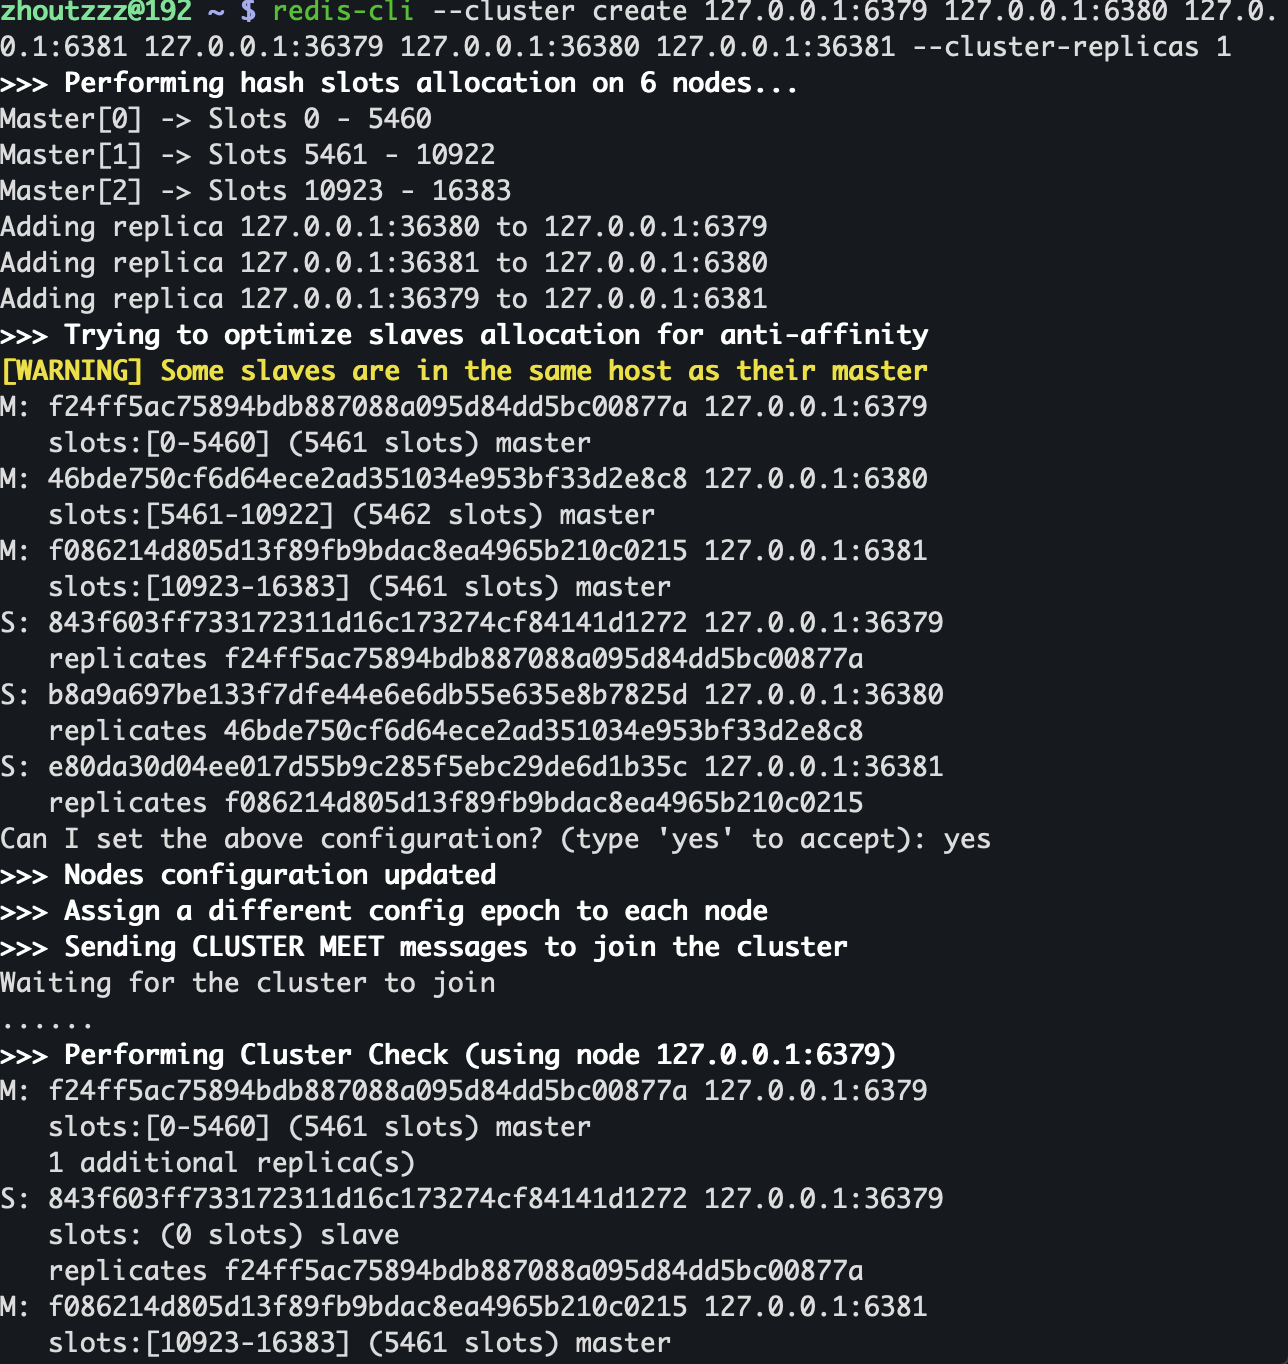 zhoutzzz@192 ~ $ redis-cli --cluster create 127.0.0.1:6379 127.0.0.1:6380 127.0.
0.1:6381 127.0.0.1:36379 127.0.0.1:36380 127.0.0.1:36381 --cluster-replicas 1
>>> Performing hash slots allocation on 6 nodes...
Master[0] -> Slots 0 - 5460
Master[1] -> Slots 5461 - 10922
Master[2] -> Slots 10923 - 16383
Adding replica 127.0.0.1:36380 to 127.0.0.1:6379
Adding replica 127.0.0.1:36381 to 127.0.0.1:6380
Adding replica 127.0.0.1:36379 to 127.0.0.1:6381
>>> Trying to optimize slaves allocation for anti-affinity
[WARNING] Some slaves are in the same host as their master
M: f24ff5ac75894bdb887088a095d84dd5bc00877a 127.0.0.1:6379
   slots:[0-5460] (5461 slots) master
M: 46bde750cf6d64ece2ad351034e953bf33d2e8c8 127.0.0.1:6380
   slots:[5461-10922] (5462 slots) master
M: f086214d805d13f89fb9bdac8ea4965b210c0215 127.0.0.1:6381
   slots:[10923-16383] (5461 slots) master
S: 843f603ff733172311d16c173274cf84141d1272 127.0.0.1:36379
   replicates f24ff5ac75894bdb887088a095d84dd5bc00877a
S: b8a9a697be133f7dfe44e6e6db55e635e8b7825d 127.0.0.1:36380
   replicates 46bde750cf6d64ece2ad351034e953bf33d2e8c8
S: e80da30d04ee017d55b9c285f5ebc29de6d1b35c 127.0.0.1:36381
   replicates f086214d805d13f89fb9bdac8ea4965b210c0215
Can I set the above configuration? (type 'yes' to accept): yes
>>> Nodes configuration updated
>>> Assign a different config epoch to each node
>>> Sending CLUSTER MEET messages to join the cluster
Waiting for the cluster to join
......
>>> Performing Cluster Check (using node 127.0.0.1:6379)
M: f24ff5ac75894bdb887088a095d84dd5bc00877a 127.0.0.1:6379
   slots:[0-5460] (5461 slots) master
   1 additional replica(s)
S: 843f603ff733172311d16c173274cf84141d1272 127.0.0.1:36379
   slots: (0 slots) slave
   replicates f24ff5ac75894bdb887088a095d84dd5bc00877a
M: f086214d805d13f89fb9bdac8ea4965b210c0215 127.0.0.1:6381
   slots:[10923-16383] (5461 slots) master